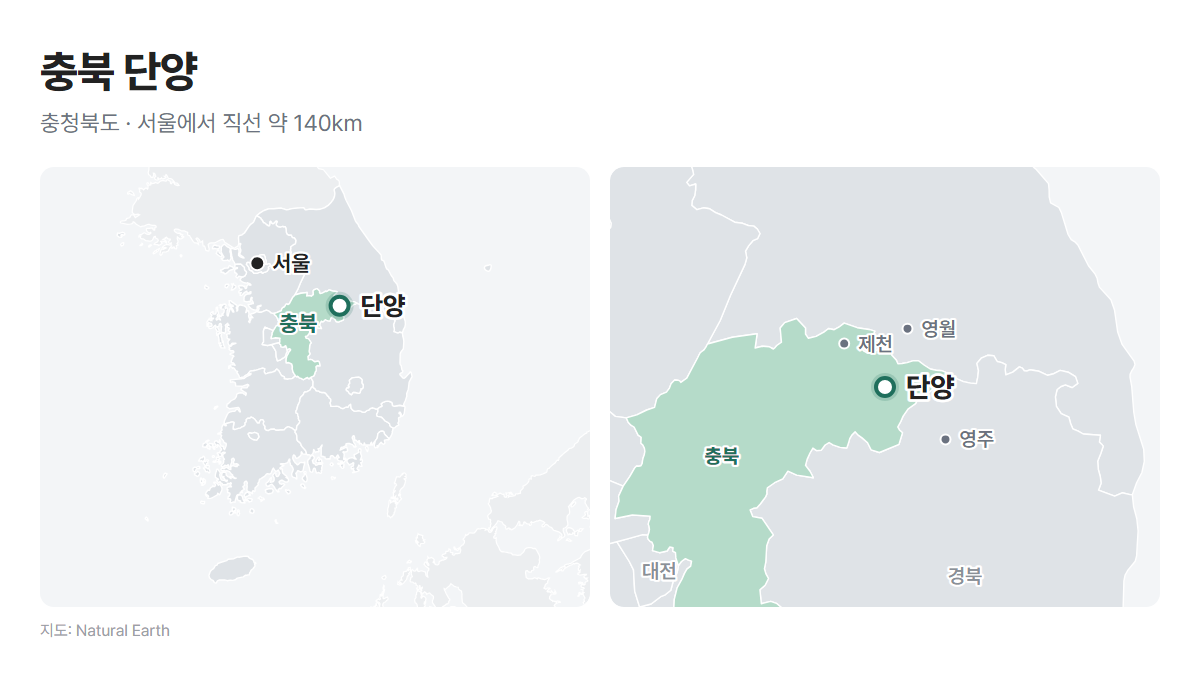 충북 단양
충청북도 · 서울에서 직선 약 140km
서울
단양
충북
영월
제천
단양
영주
충북
대전
경북
지도: Natural Earth